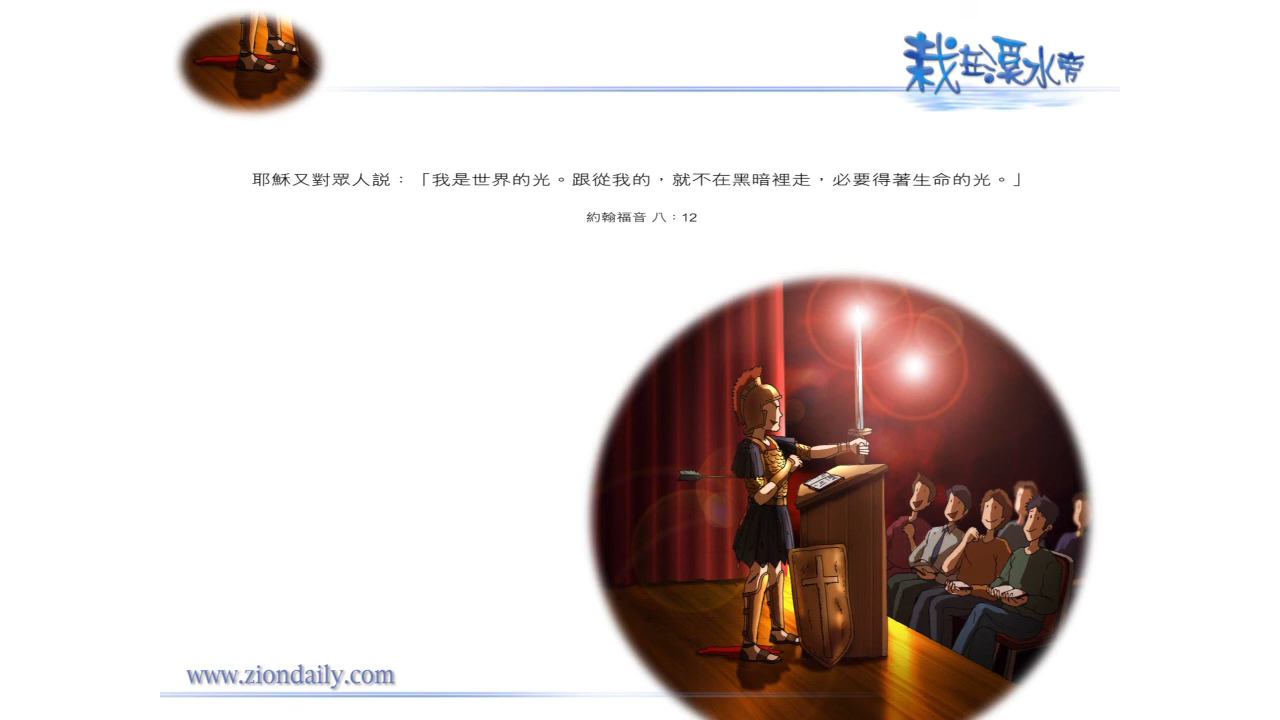 栽在溪水旁
耶穌又對眾人説：「我是世界的光。跟從我的，就不在黑暗裡走，必要得著生命的光。」
約翰福音 八：12
www.ziondaily.com